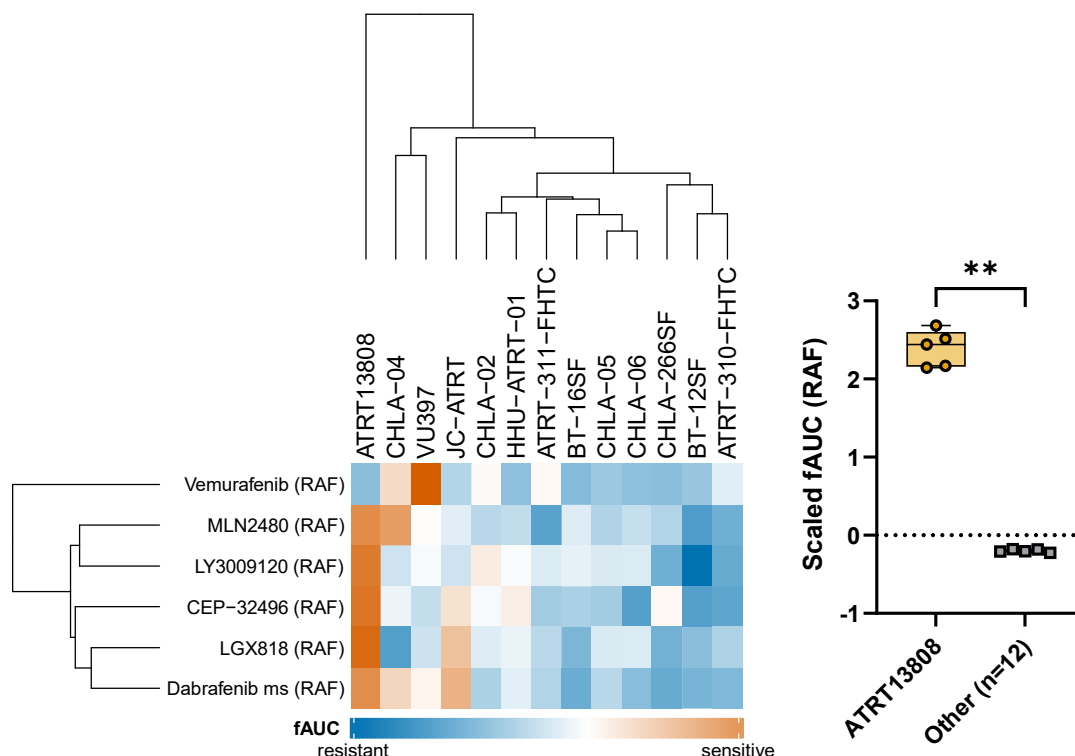 ATRT13808
CHLA−04
VU397
JC−ATRT
CHLA−02
HHU−ATRT−01
ATRT−311−FHTC
BT−16SF
CHLA−05
CHLA−06
CHLA−266SF
BT−12SF
ATRT−310−FHTC
Vemurafenib (RAF)
MLN2480 (RAF)
LY3009120 (RAF)
CEP−32496 (RAF)
LGX818 (RAF)
Dabrafenib ms (RAF)
fAUC
resistant
sensitive
**
Scaled fAUC (RAF)
3
2
1
0
-1
ATRT13808
Other (n=12)